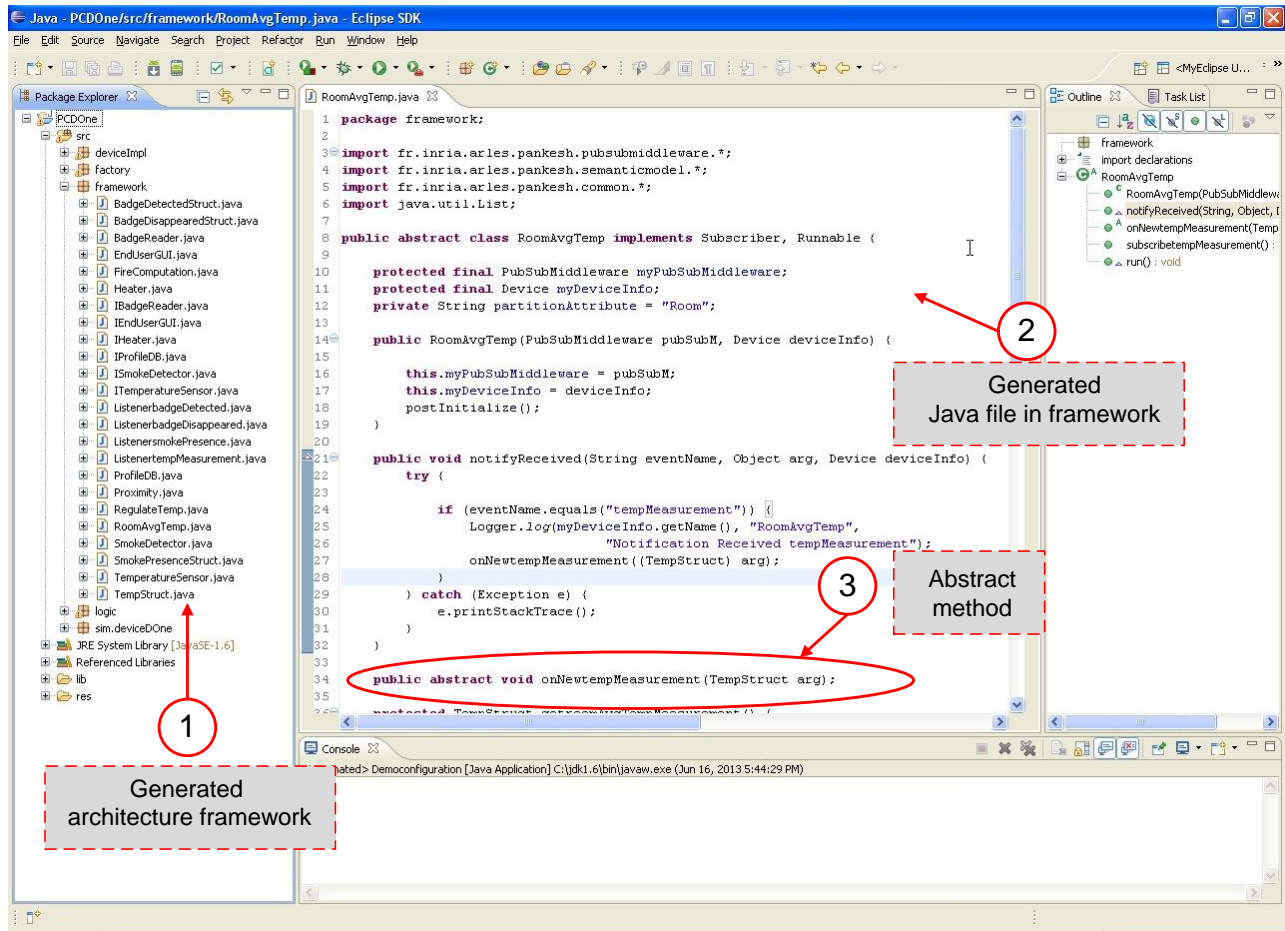 Java - PCDOne/src/framework/RoomAvgTemp.java - Eclipse SDK
File Edit Source Navigate Search Project Refactor Run Window Help
<MyEclipse U...
Package Explorer
PCDOne
src
deviceImpl
factory
framework
BadgeDetectedStruct.java
BadgeDisappearedStruct.java
BadgeReader.java
EndUserGUI.java
FireComputation.java
Heater.java
IBadgeReader.java
IEndUserGUI.java
IHeater.java
IProfileDB.java
ISmokeDetector.java
ITemperatureSensor.java
ListenerbadgeDetected.java
ListenerbadgeDisappeared.java
ListenersmokePresence.java
ListenertempMeasurement.java
ProfileDB.java
Proximity.java
RegulateTemp.java
RoomAvgTemp.java
SmokeDetector.java
SmokePresenceStruct.java
TemperatureSensor.java
TempStruct.java
logic
sim.deviceDOne
JRE System Library [JavaSE-1.6]
Referenced Libraries
lib
res
1
Generated
architecture framework
RoomAvgTemp.java
1 package framework;
2
3 import fr.inria.arles.pankesh.pubsubmiddleware.*;
4 import fr.inria.arles.pankesh.semanticmodel.*;
5 import fr.inria.arles.pankesh.common.*;
6 import java.util.List;
7
8 public abstract class RoomAvgTemp implements Subscriber, Runnable {
9
10 protected final PubSubMiddleware myPubSubMiddleware;
11 protected final Device myDeviceInfo;
12 private String partitionAttribute = "Room";
13
14 public RoomAvgTemp(PubSubMiddleware pubSubM, Device deviceInfo) {
15
16 this.myPubSubMiddleware = pubSubM;
17 this.myDeviceInfo = deviceInfo;
18 postInitialize();
19 }
20
21 public void notifyReceived(String eventName, Object arg, Device deviceInfo) {
22 try {
23
24 if (eventName.equals("tempMeasurement")) {
25 Logger.log(myDeviceInfo.getName(), "RoomAvgTemp",
26 "Notification Received tempMeasurement");
27 onNewtempMeasurement((TempStruct) arg);
28 }
29 } catch (Exception e) {
30 e.printStackTrace();
31 }
32 }
33
34 public abstract void onNewtempMeasurement(TempStruct arg);
35
36 protected TempStruct getroomAvgTempMeasurement() {
2
Generated
Java file in framework
3
Abstract
method
Outline
Task List
framework
import declarations
RoomAvgTemp
RoomAvgTemp(PubSubMiddlewa
notifyReceived(String, Object, D
onNewtempMeasurement(Temp
subscribetempMeasurement() :
run() : void
Console
nated> Democonfiguration [Java Application] C:\jdk1.6\bin\javaw.exe (Jun 16, 2013 5:44:29 PM)